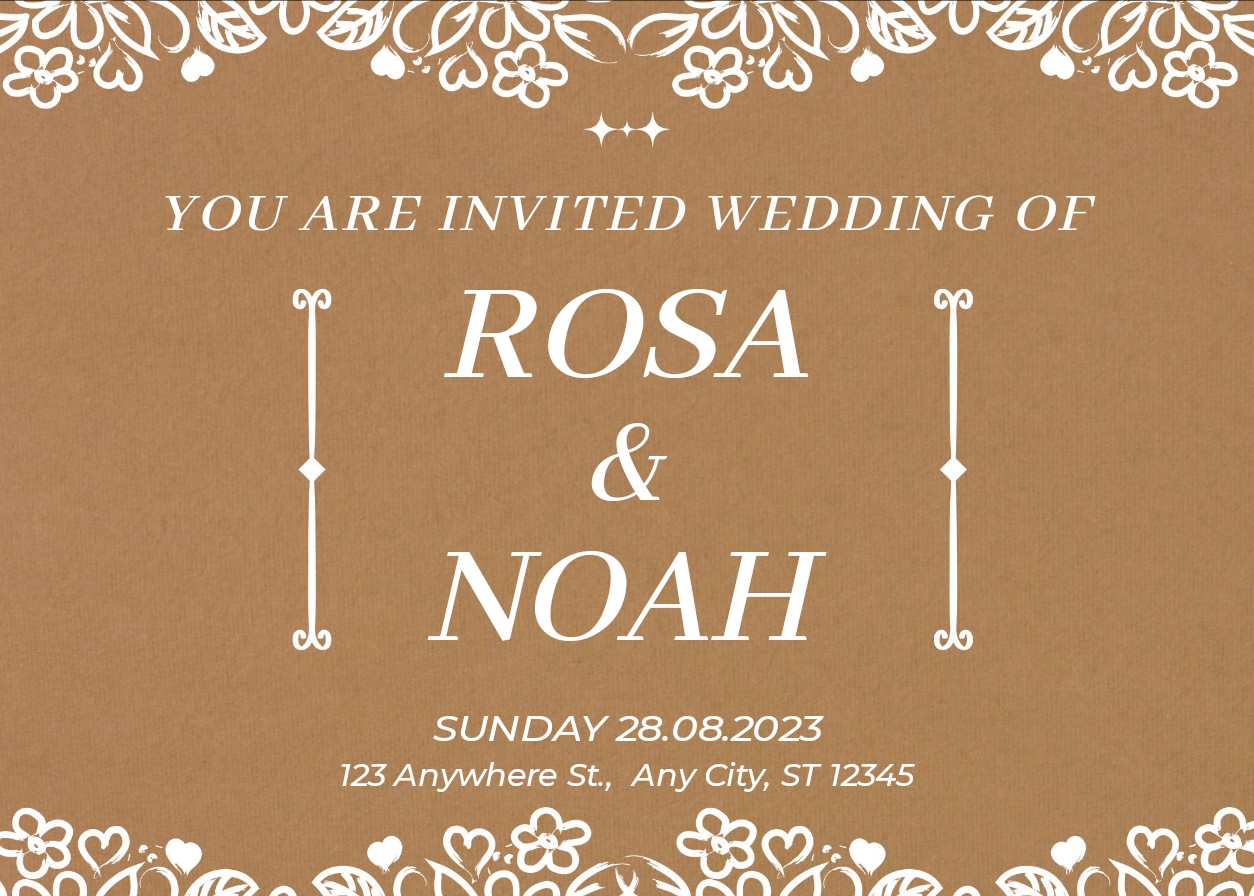 YOU ARE INVITED WEDDING OF
ROSA
&
NOAH
SUNDAY 28.08.2023
123 Anywhere St., Any City, ST 12345